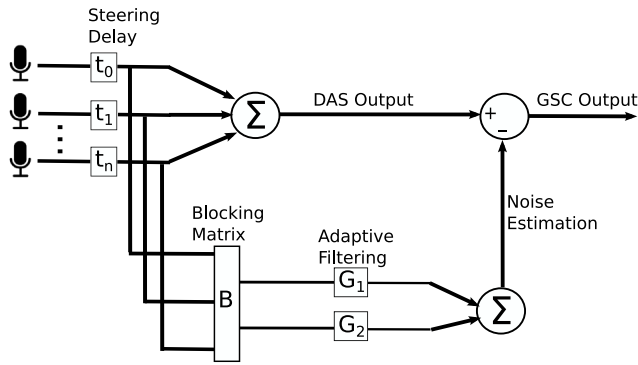 Steering
Delay
t0
t1
tn
Σ
DAS Output
+
-
GSC Output
Blocking
Matrix
B
Adaptive
Filtering
G1
G2
Σ
Noise
Estimation